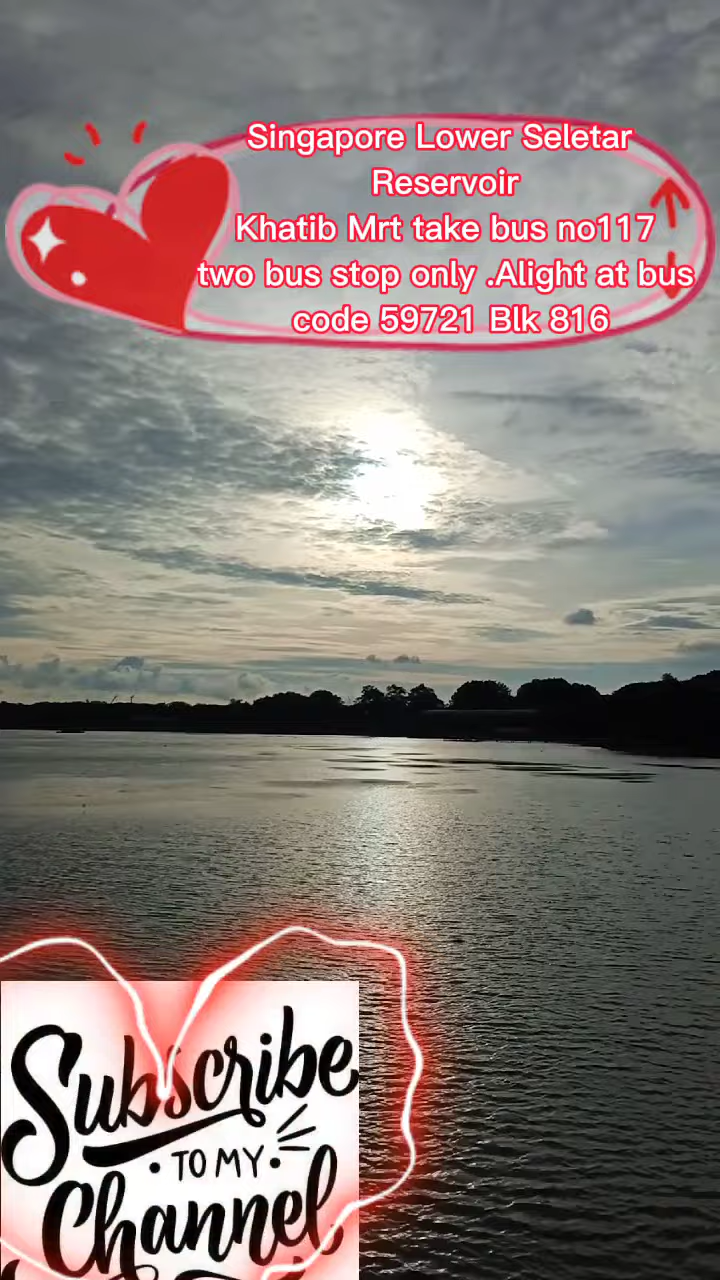 Singapore Lower Seletar
Reservoir
Khatib Mrt take bus no117
two bus stop only .Alight at bus
code 59721 Blk 816
Subscribe
• TO MY •
Channel